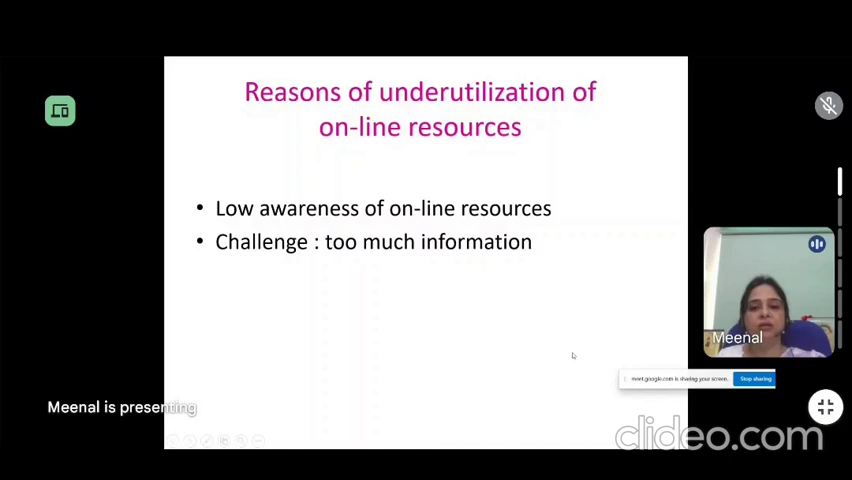 Reasons of underutilization of
on-line resources
• Low awareness of on-line resources
• Challenge : too much information
Meenal
meet.google.com is sharing your screen.
Stop sharing
Meenal is presenting
clideo.com